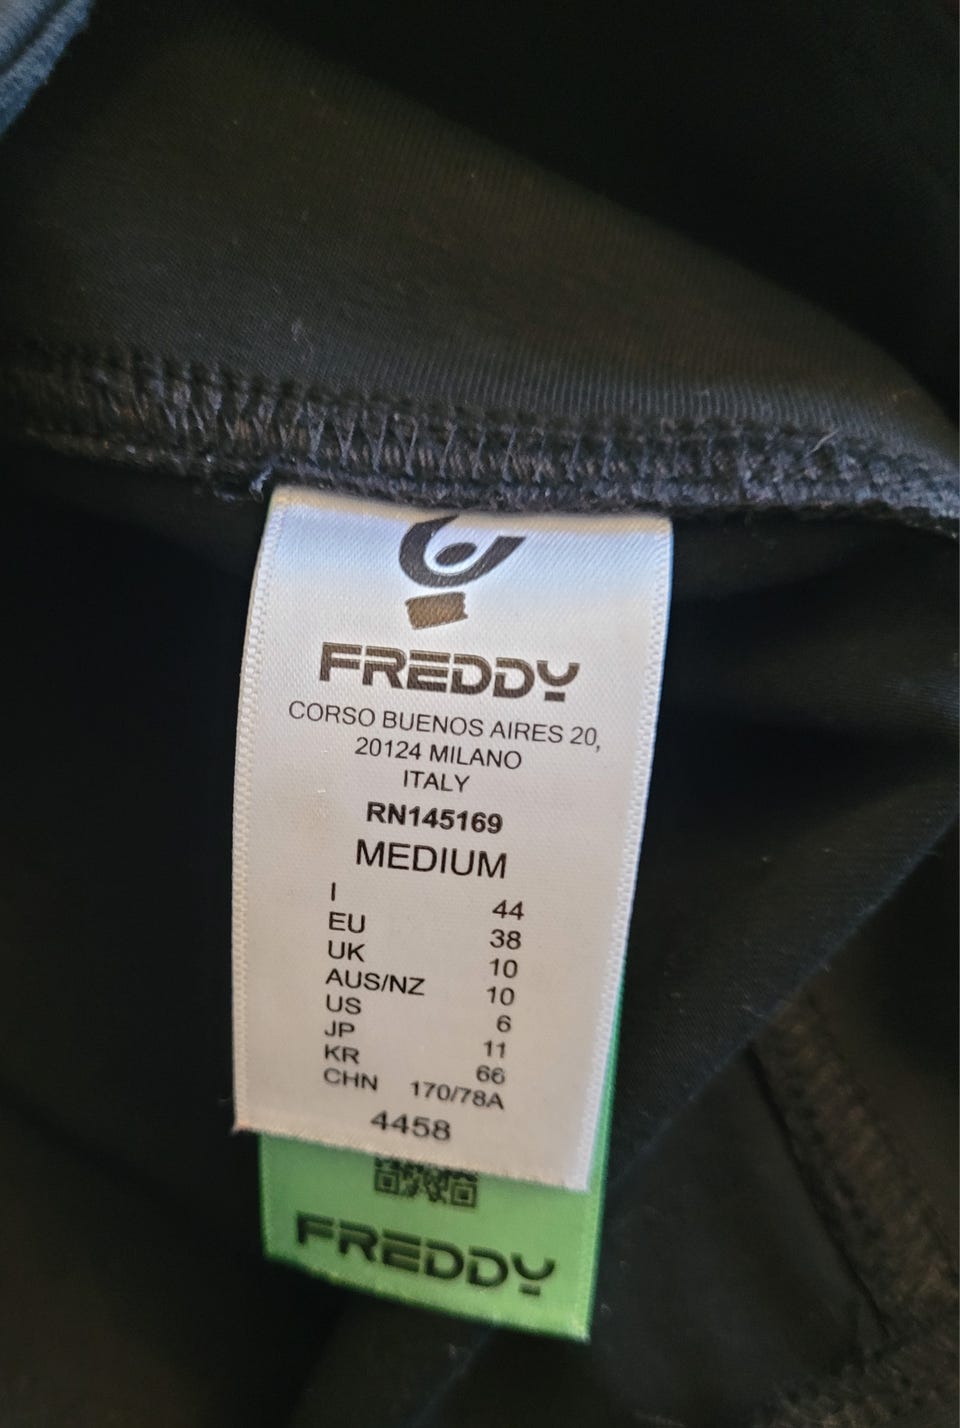 FREDDY
CORSO BUENOS AIRES 20,
20124 MILANO
ITALY
RN145169
MEDIUM
I 44
EU 38
UK 10
AUS/NZ 10
US 6
JP 11
KR 66
CHN 170/78A
4458
FREDDY